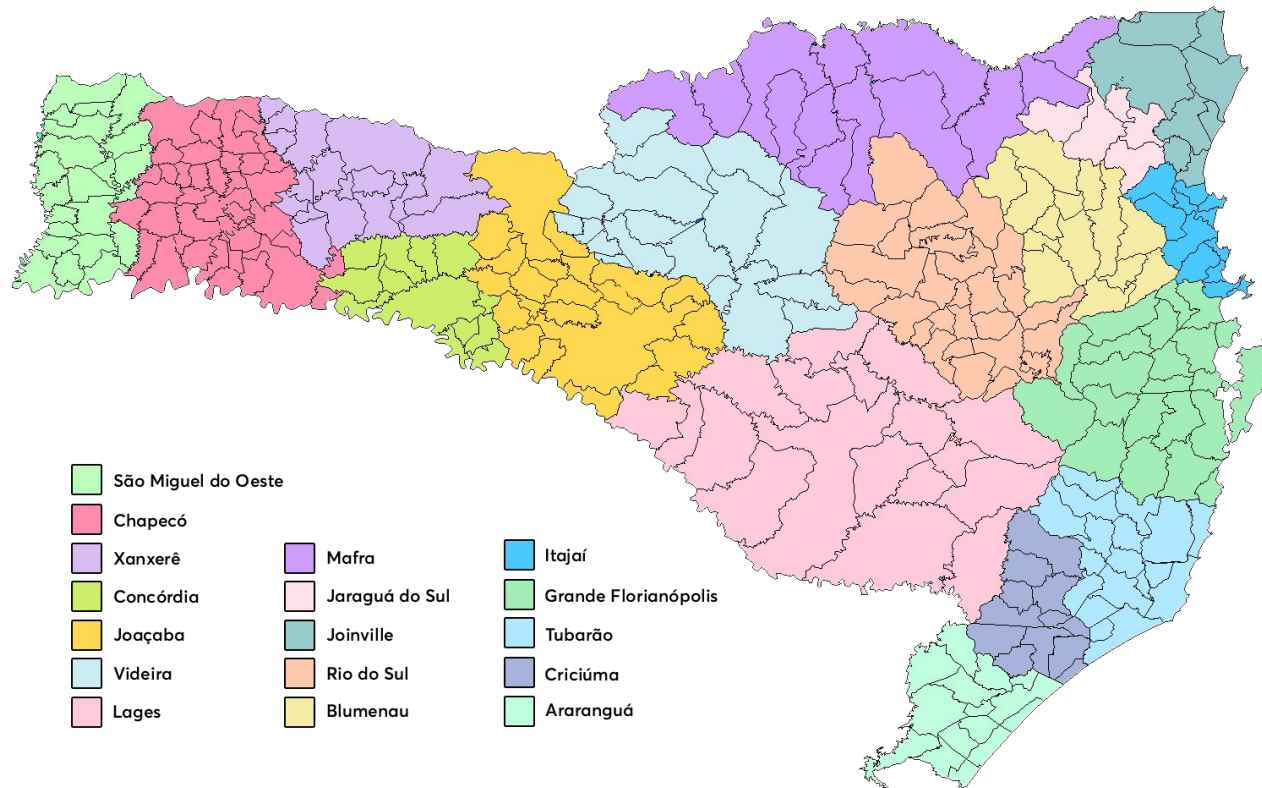 São Miguel do Oeste
Chapecó
Xanxerê
Concórdia
Joaçaba
Videira
Lages
Mafra
Jaraguá do Sul
Joinville
Rio do Sul
Blumenau
Itajaí
Grande Florianópolis
Tubarão
Criciúma
Araranguá